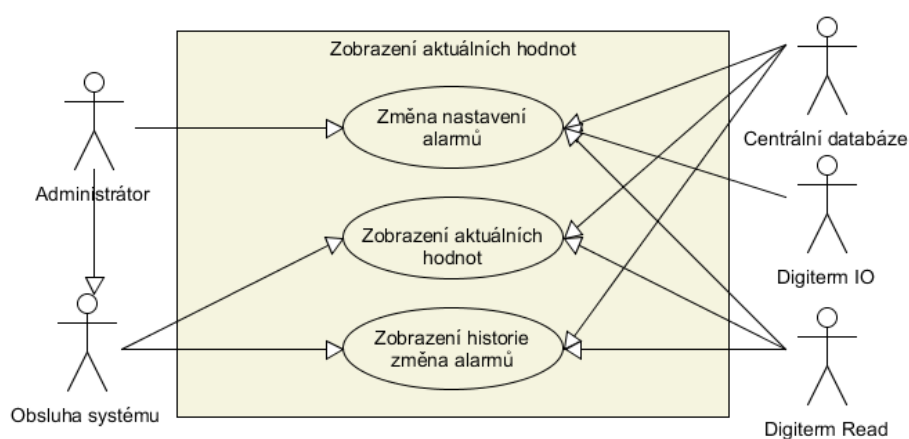 Zobrazení aktuálních hodnot
Změna nastavení
alarmů
Centrální databáze
Administrátor
Zobrazení aktuálních
hodnot
Digiterm IO
Zobrazení historie
změna alarmů
Obsluha systému
Digiterm Read